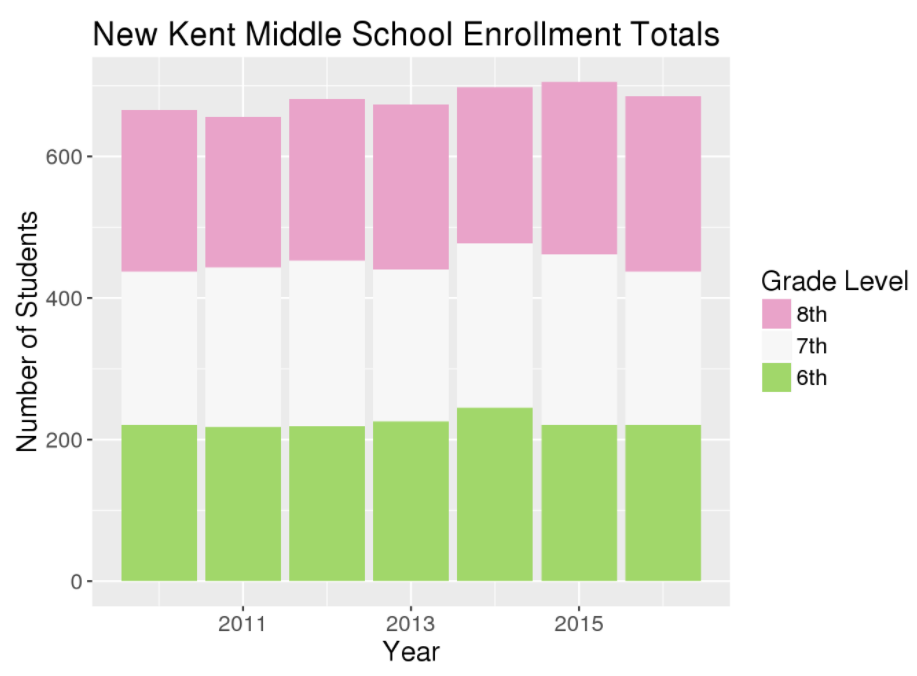 New Kent Middle School Enrollment Totals
Number of Students
600
400
200
0
2011 2013 2015
Year
Grade Level
8th
7th
6th